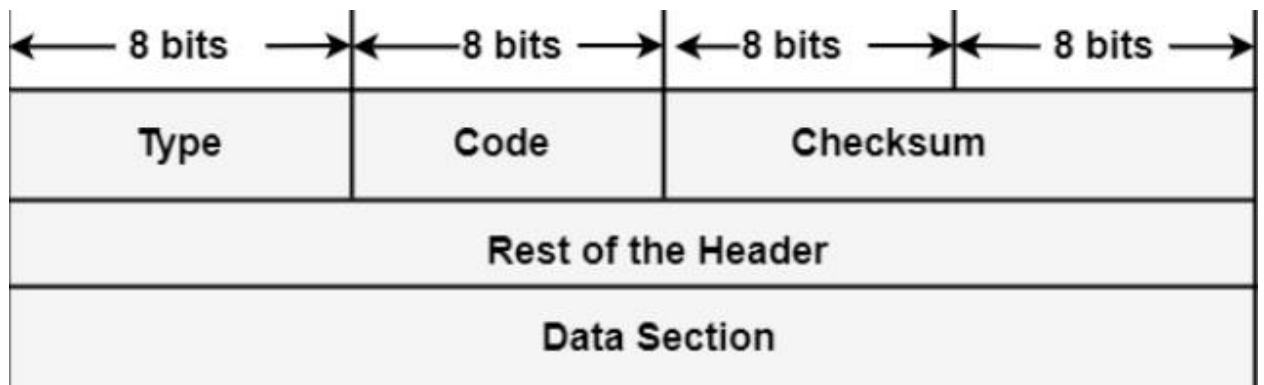 8 bits 8 bits 8 bits 8 bits
Type Code Checksum
Rest of the Header
Data Section